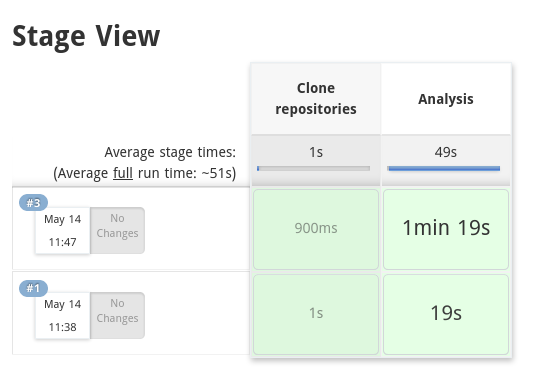 Stage View
Clone
repositories
Analysis
Average stage times:
(Average full run time: ~51s)
1s
49s
#3
May 14
11:47
No
Changes
900ms
1min 19s
#1
May 14
11:38
No
Changes
1s
19s